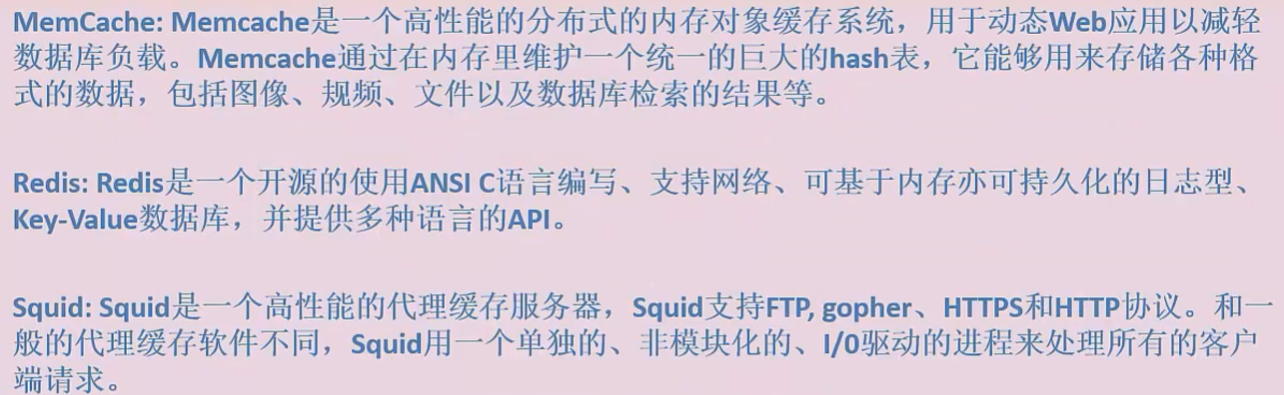 MemCache: Memcache是一个高性能的分布式的内存对象缓存系统，用于动态Web应用以减轻
数据库负载。Memcache通过在内存里维护一个统一的巨大的hash表，它能够用来存储各种格
式的数据，包括图像、规频、文件以及数据库检索的结果等。
Redis: Redis是一个开源的使用ANSI C语言编写、支持网络、可基于内存亦可持久化的日志型、
Key-Value数据库，并提供多种语言的API。
Squid: Squid是一个高性能的代理缓存服务器，Squid支持FTP, gopher、HTTPS和HTTP协议。和一
般的代理缓存软件不同，Squid用一个单独的、非模块化的、I/0驱动的进程来处理所有的客户
端请求。